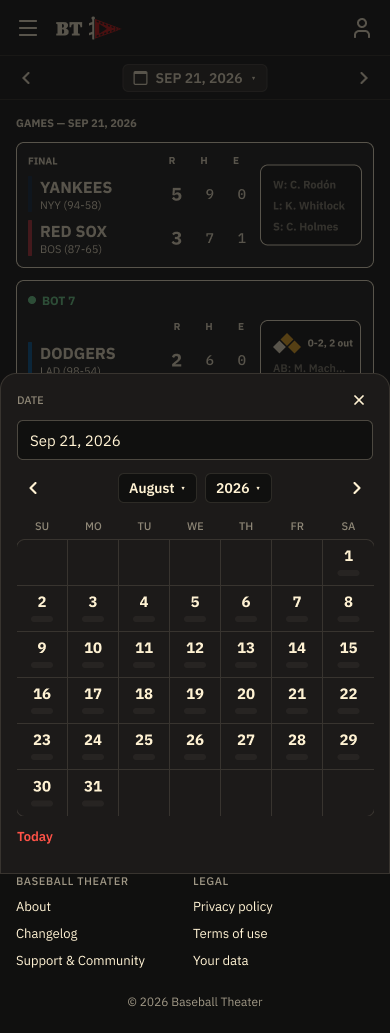 BT
SEP 21, 2026
GAMES — SEP 21, 2026
FINAL R H E
YANKEES 5 9 0
NYY (94-58)
RED SOX 3 7 1
BOS (87-65)
W: C. Rodón
L: K. Whitlock
S: C. Holmes
BOT 7
R H E
DODGERS 2 6 0
LAD (98-54)
0-2, 2 out
AB: M. Mach...
DATE
Sep 21, 2026
August 2026
SU MO TU WE TH FR SA
1
2 3 4 5 6 7 8
9 10 11 12 13 14 15
16 17 18 19 20 21 22
23 24 25 26 27 28 29
30 31
Today
BASEBALL THEATER
About
Changelog
Support & Community
LEGAL
Privacy policy
Terms of use
Your data
© 2026 Baseball Theater